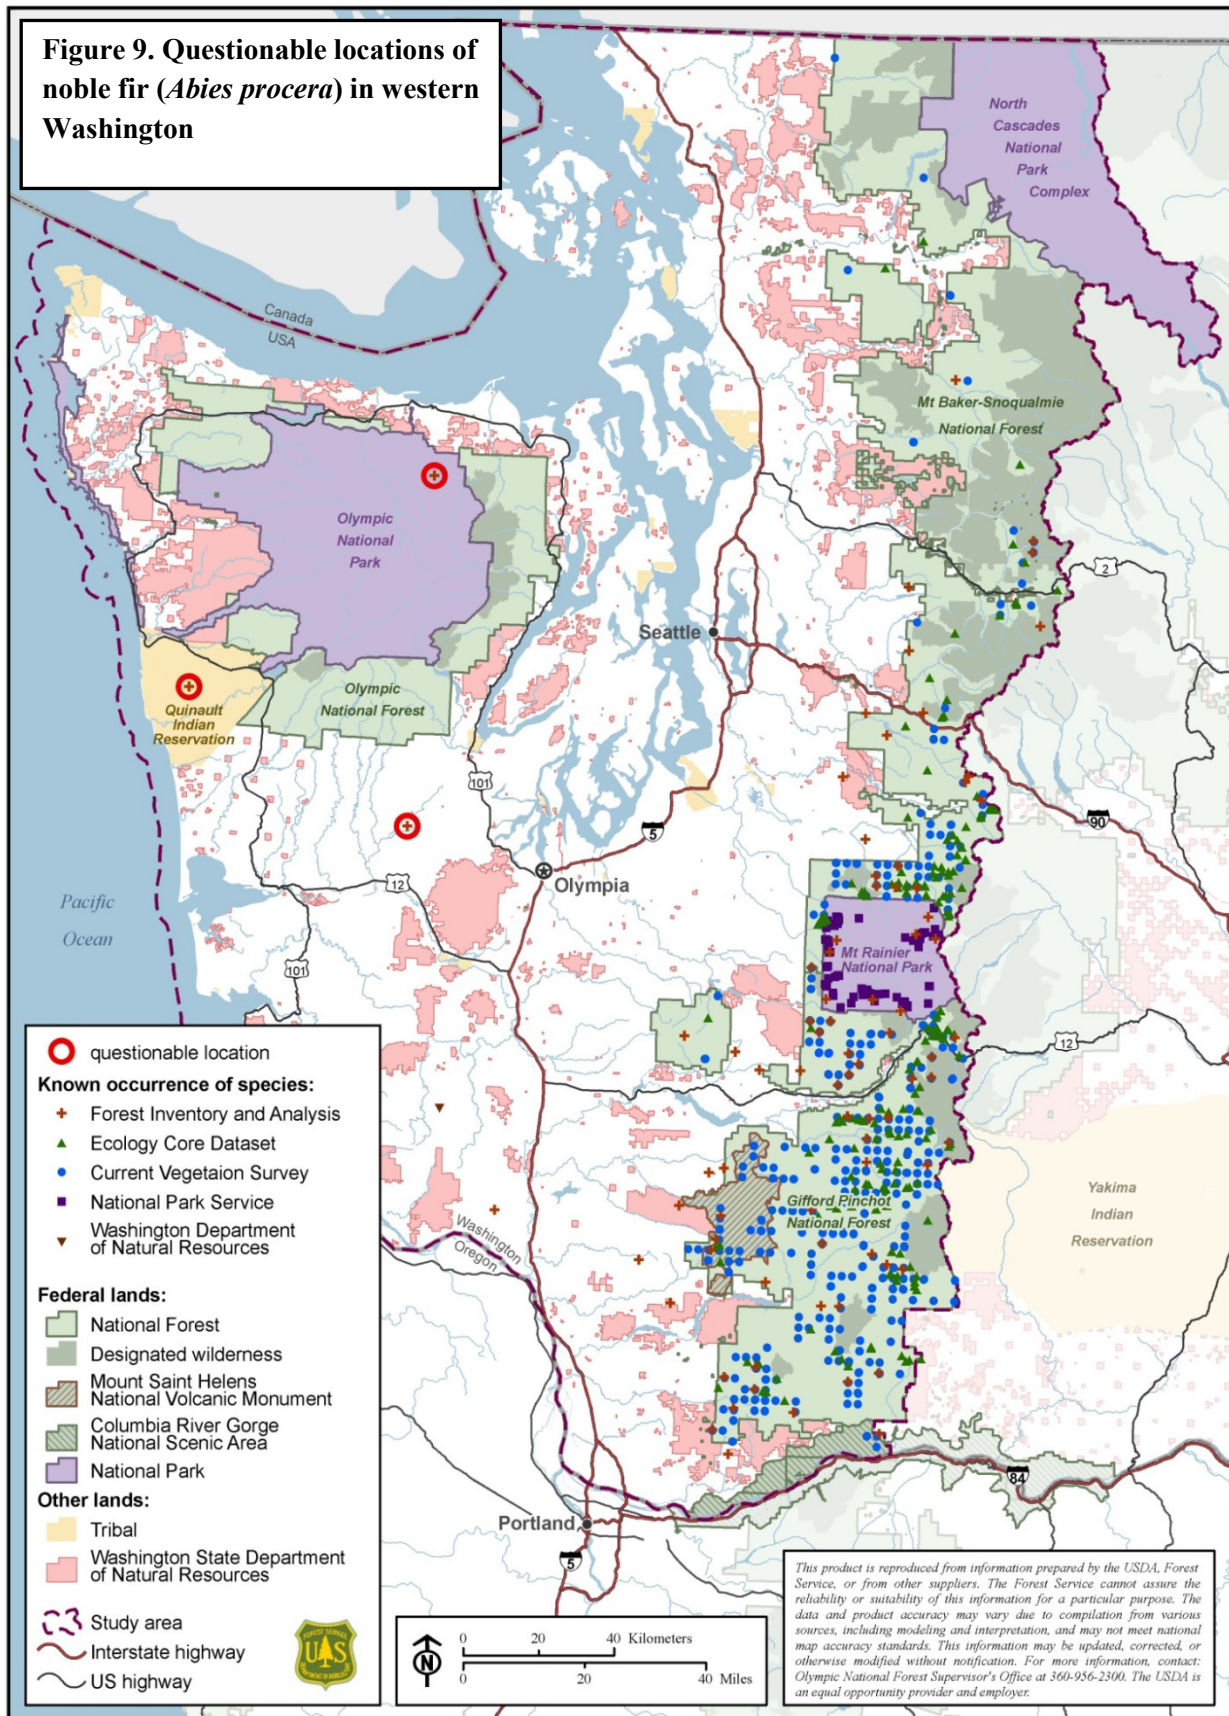 Figure 9. Questionable locations of
noble fir (Abies procera) in western
Washington
North
Cascades
National
Park
Complex
Canada
USA
Mt Baker-Snoqualmie
National Forest
Olympic
National
Park
2
Seattle
Quinault
Indian
Reservation
Olympic
National Forest
101
5
90
12
Olympia
Pacific
Ocean
101
Mt Rainier
National Park
12
Gifford Pinchot
National Forest
Yakima
Indian
Reservation
Washington
Oregon
84
Portland
5
questionable location
Known occurrence of species:
Forest Inventory and Analysis
Ecology Core Dataset
Current Vegetaion Survey
National Park Service
Washington Department
of Natural Resources
Federal lands:
National Forest
Designated wilderness
Mount Saint Helens
National Volcanic Monument
Columbia River Gorge
National Scenic Area
National Park
Other lands:
Tribal
Washington State Department
of Natural Resources
Study area
Interstate highway
US highway
FOREST SERVICE
U S
DEPARTMENT OF AGRICULTURE
N
0 20 40 Kilometers
0 20 40 Miles
This product is reproduced from information prepared by the USDA, Forest
Service, or from other suppliers. The Forest Service cannot assure the
reliability or suitability of this information for a particular purpose. The
data and product accuracy may vary due to compilation from various
sources, including modeling and interpretation, and may not meet national
map accuracy standards. This information may be updated, corrected, or
otherwise modified without notification. For more information, contact:
Olympic National Forest Supervisor's Office at 360-956-2300. The USDA is
an equal opportunity provider and employer.